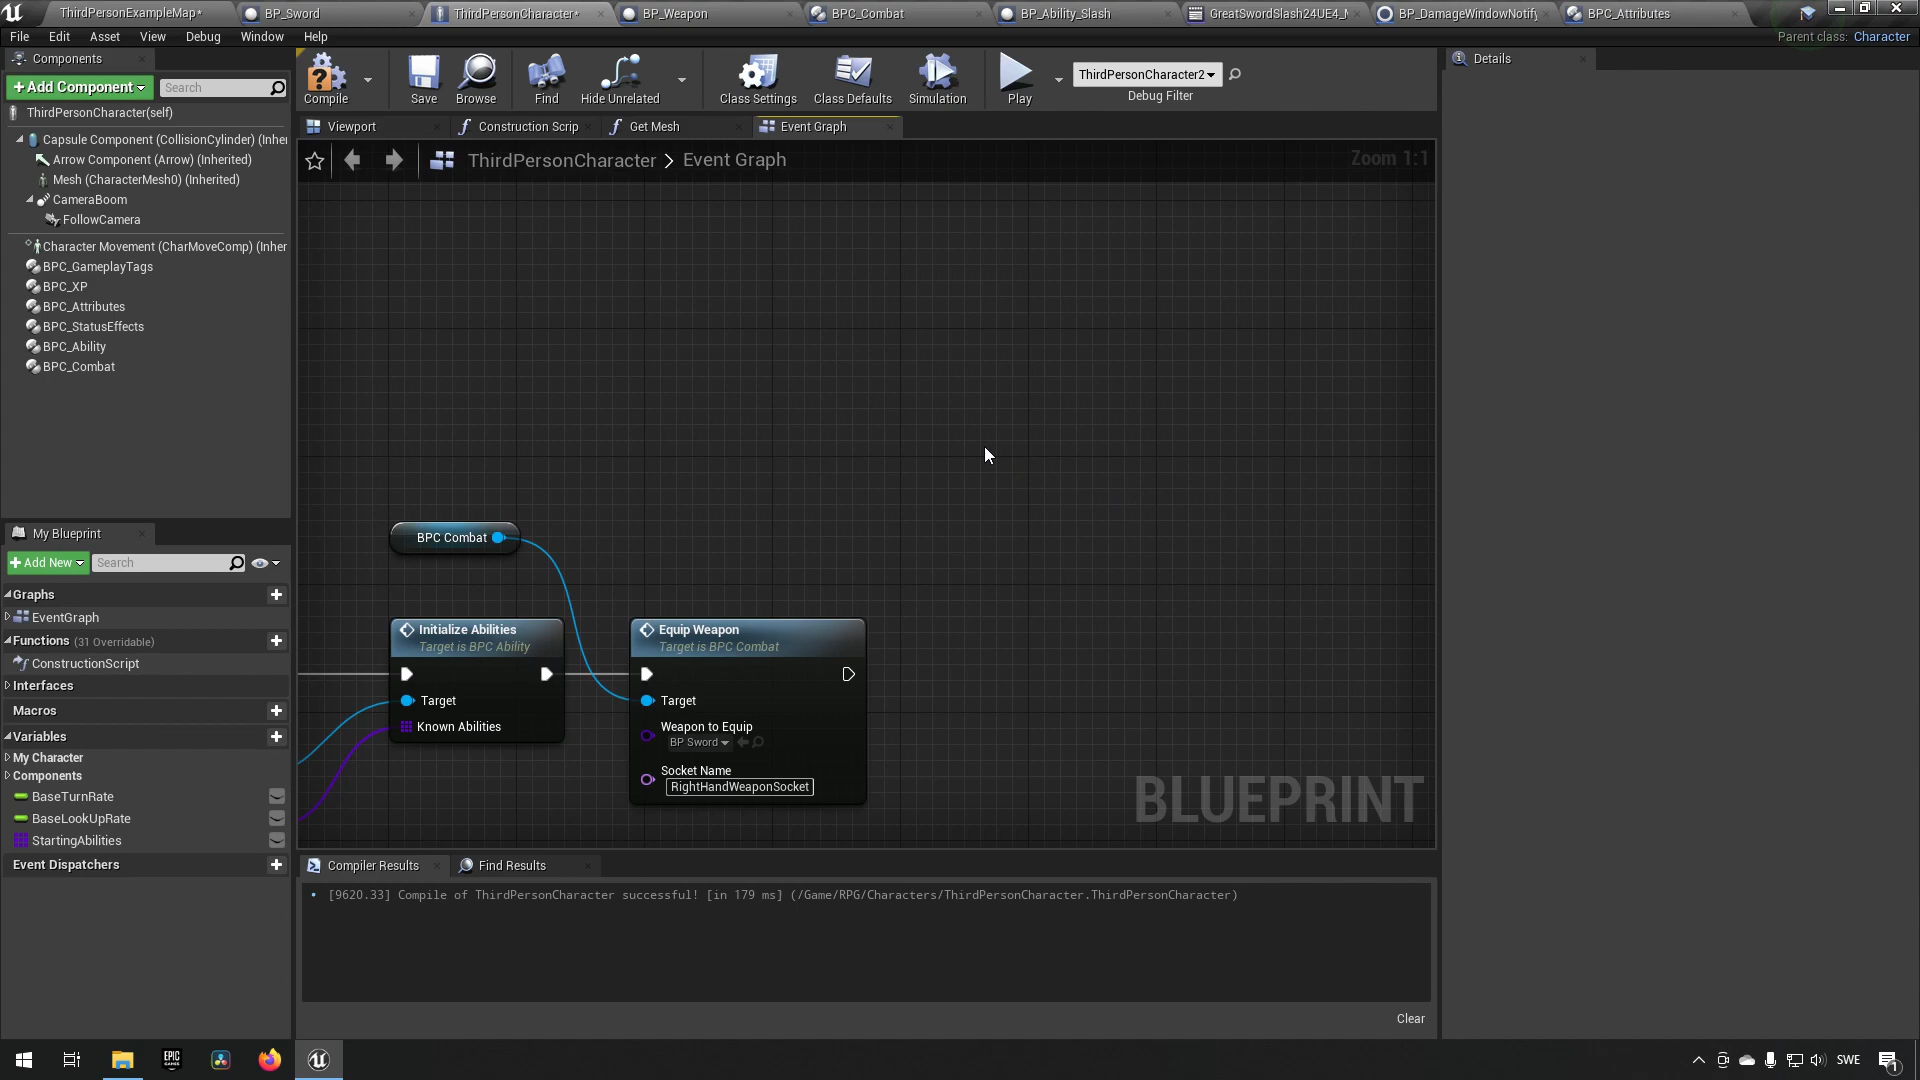 ThirdPersonExampleMap*
BP_Sword
ThirdPersonCharacter*
BP_Weapon
BPC_Combat
BP_Ability_Slash
GreatSwordSlash24UE4_
BP_DamageWindowNotify
BPC_Attributes
File Edit Asset View Debug Window Help
Parent class: Character
Components
+Add Component
Search
ThirdPersonCharacter(self)
Capsule Component (CollisionCylinder) (Inher
Arrow Component (Arrow) (Inherited)
Mesh (CharacterMesh0) (Inherited)
CameraBoom
FollowCamera
Character Movement (CharMoveComp) (Inher
BPC_GameplayTags
BPC_XP
BPC_Attributes
BPC_StatusEffects
BPC_Ability
BPC_Combat
Compile
Save
Browse
Find
Hide Unrelated
Class Settings
Class Defaults
Simulation
Play
ThirdPersonCharacter2
Debug Filter
Details
Viewport
Construction Scrip
Get Mesh
Event Graph
ThirdPersonCharacter > Event Graph
Zoom 1:1
BPC Combat
Initialize Abilities
Target is BPC Ability
Target
Known Abilities
Equip Weapon
Target is BPC Combat
Target
Weapon to Equip
BP Sword
Socket Name
RightHandWeaponSocket
BLUEPRINT
My Blueprint
+Add New
Search
Graphs
EventGraph
Functions (31 Overridable)
ConstructionScript
Interfaces
Macros
Variables
My Character
Components
BaseTurnRate
BaseLookUpRate
StartingAbilities
Event Dispatchers
Compiler Results
Find Results
[9620.33] Compile of ThirdPersonCharacter successful! [in 179 ms] (/Game/RPG/Characters/ThirdPersonCharacter.ThirdPersonCharacter)
Clear
EPIC
GAMES
SWE
1